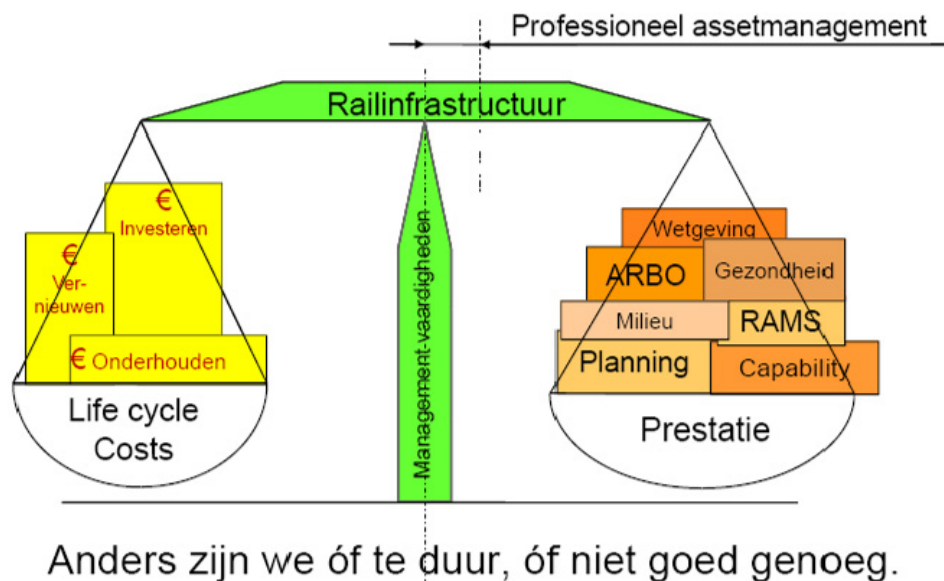 Professioneel assetmanagement
Railinfrastructuur
Management vaardigheden
€
Investeren
€
Ver-
nieuwen
€ Onderhouden
Life cycle
Costs
Wetgeving
ARBO
Gezondheid
Milieu
RAMS
Planning
Capability
Prestatie
Anders zijn we óf te duur, óf niet goed genoeg.